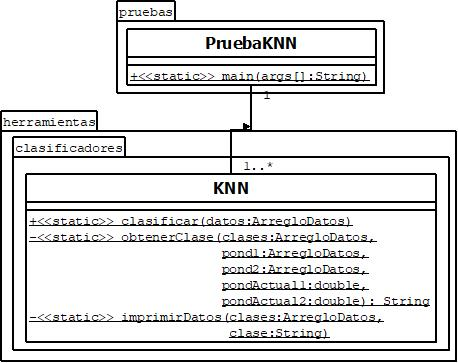 pruebas
PruebaKNN
+<<static>> main(args[]:String)
1
herramientas
clasificadores
1..*
KNN
+<<static>> clasificar(datos:ArregloDatos)
-<<static>> obtenerClase(clases:ArregloDatos,
pond1:ArregloDatos,
pond2:ArregloDatos,
pondActual1:double,
pondActual2:double): String
-<<static>> imprimirDatos(clases:ArregloDatos,
clase:String)